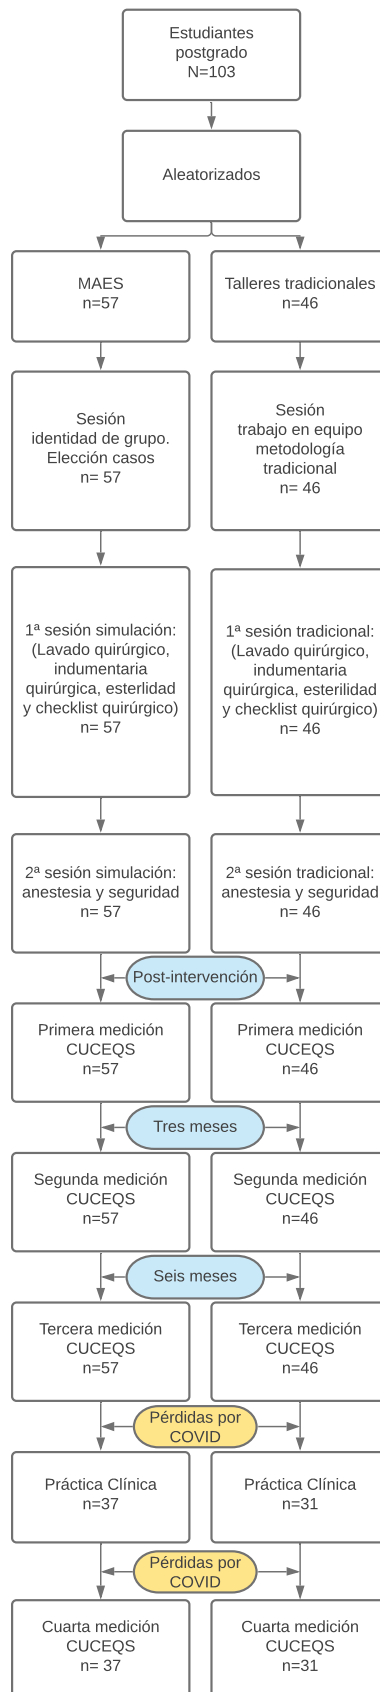 Estudiantes
postgrado
N=103
Aleatorizados
MAES
n=57
Talleres tradicionales
n=46
Sesión
identidad de grupo.
Elección casos
n= 57
Sesión
trabajo en equipo
metodología
tradicional
n= 46
1ª sesión simulación:
(Lavado quirúrgico,
indumentaria
quirúrgica, esterlidad
y checklist quirúrgico)
n= 57
1ª sesión tradicional:
(Lavado quirúrgico,
indumentaria
quirúrgica, esterilidad
y checklist quirúrgico)
n= 46
2ª sesión simulación:
anestesia y seguridad
n= 57
2ª sesión tradicional:
anestesia y seguridad
n= 46
Post-intervención
Primera medición
CUCEQS
n=57
Primera medición
CUCEQS
n=46
Tres meses
Segunda medición
CUCEQS
n=57
Segunda medición
CUCEQS
n=46
Seis meses
Tercera medición
CUCEQS
n=57
Tercera medición
CUCEQS
n=46
Pérdidas por
COVID
Práctica Clínica
n=37
Práctica Clínica
n=31
Pérdidas por
COVID
Cuarta medición
CUCEQS
n= 37
Cuarta medición
CUCEQS
n=31